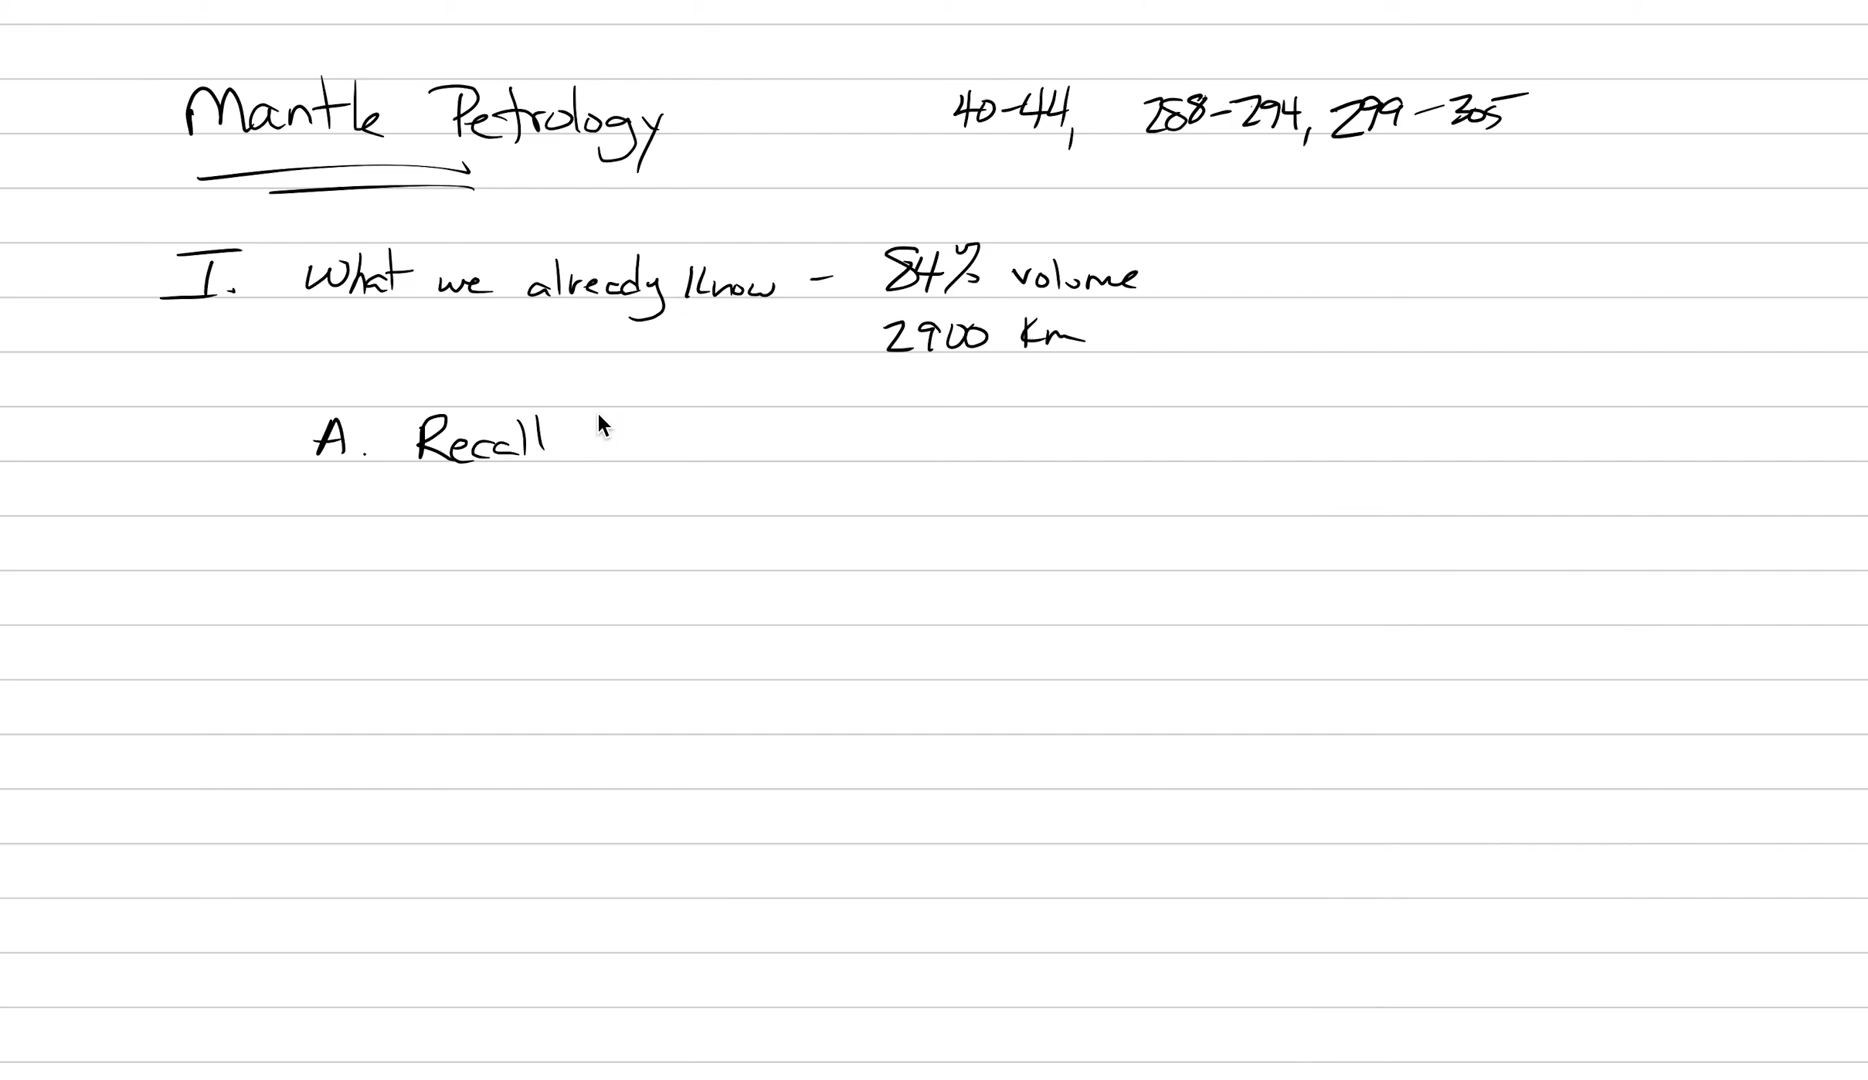 Mantle Petrology 40-44, 288-294, 299-305
I. What we already know - 84% volume
2900 km
A. Recall